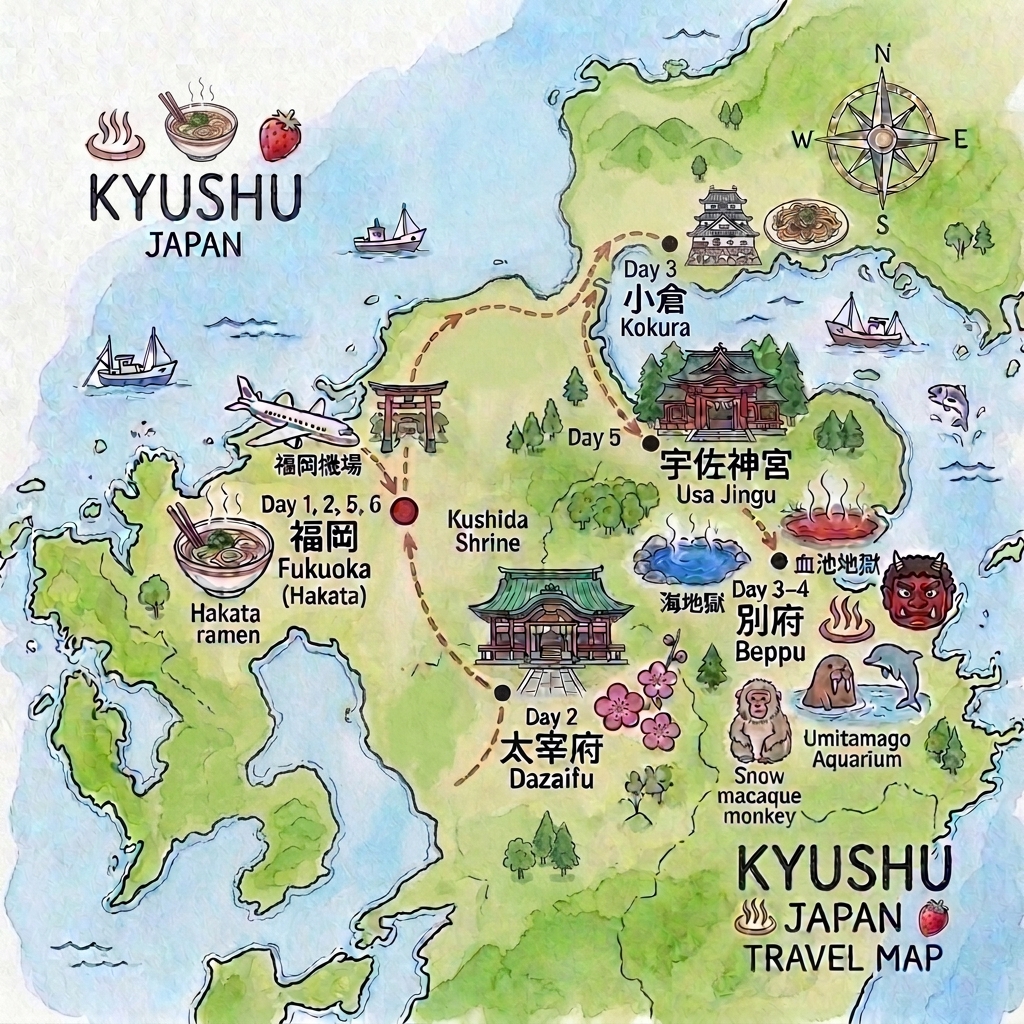 KYUSHU
JAPAN
N
W
E
S
Day 3
小倉
Kokura
福岡機場
Day 5
宇佐神宮
Usa Jingu
Day 1, 2, 5, 6
福岡
Fukuoka
(Hakata)
Hakata
ramen
Kushida
Shrine
血池地獄
海地獄
Day 3–4
別府
Beppu
Day 2
太宰府
Dazaifu
Umitamago
Aquarium
Snow
macaque
monkey
KYUSHU
JAPAN
TRAVEL MAP